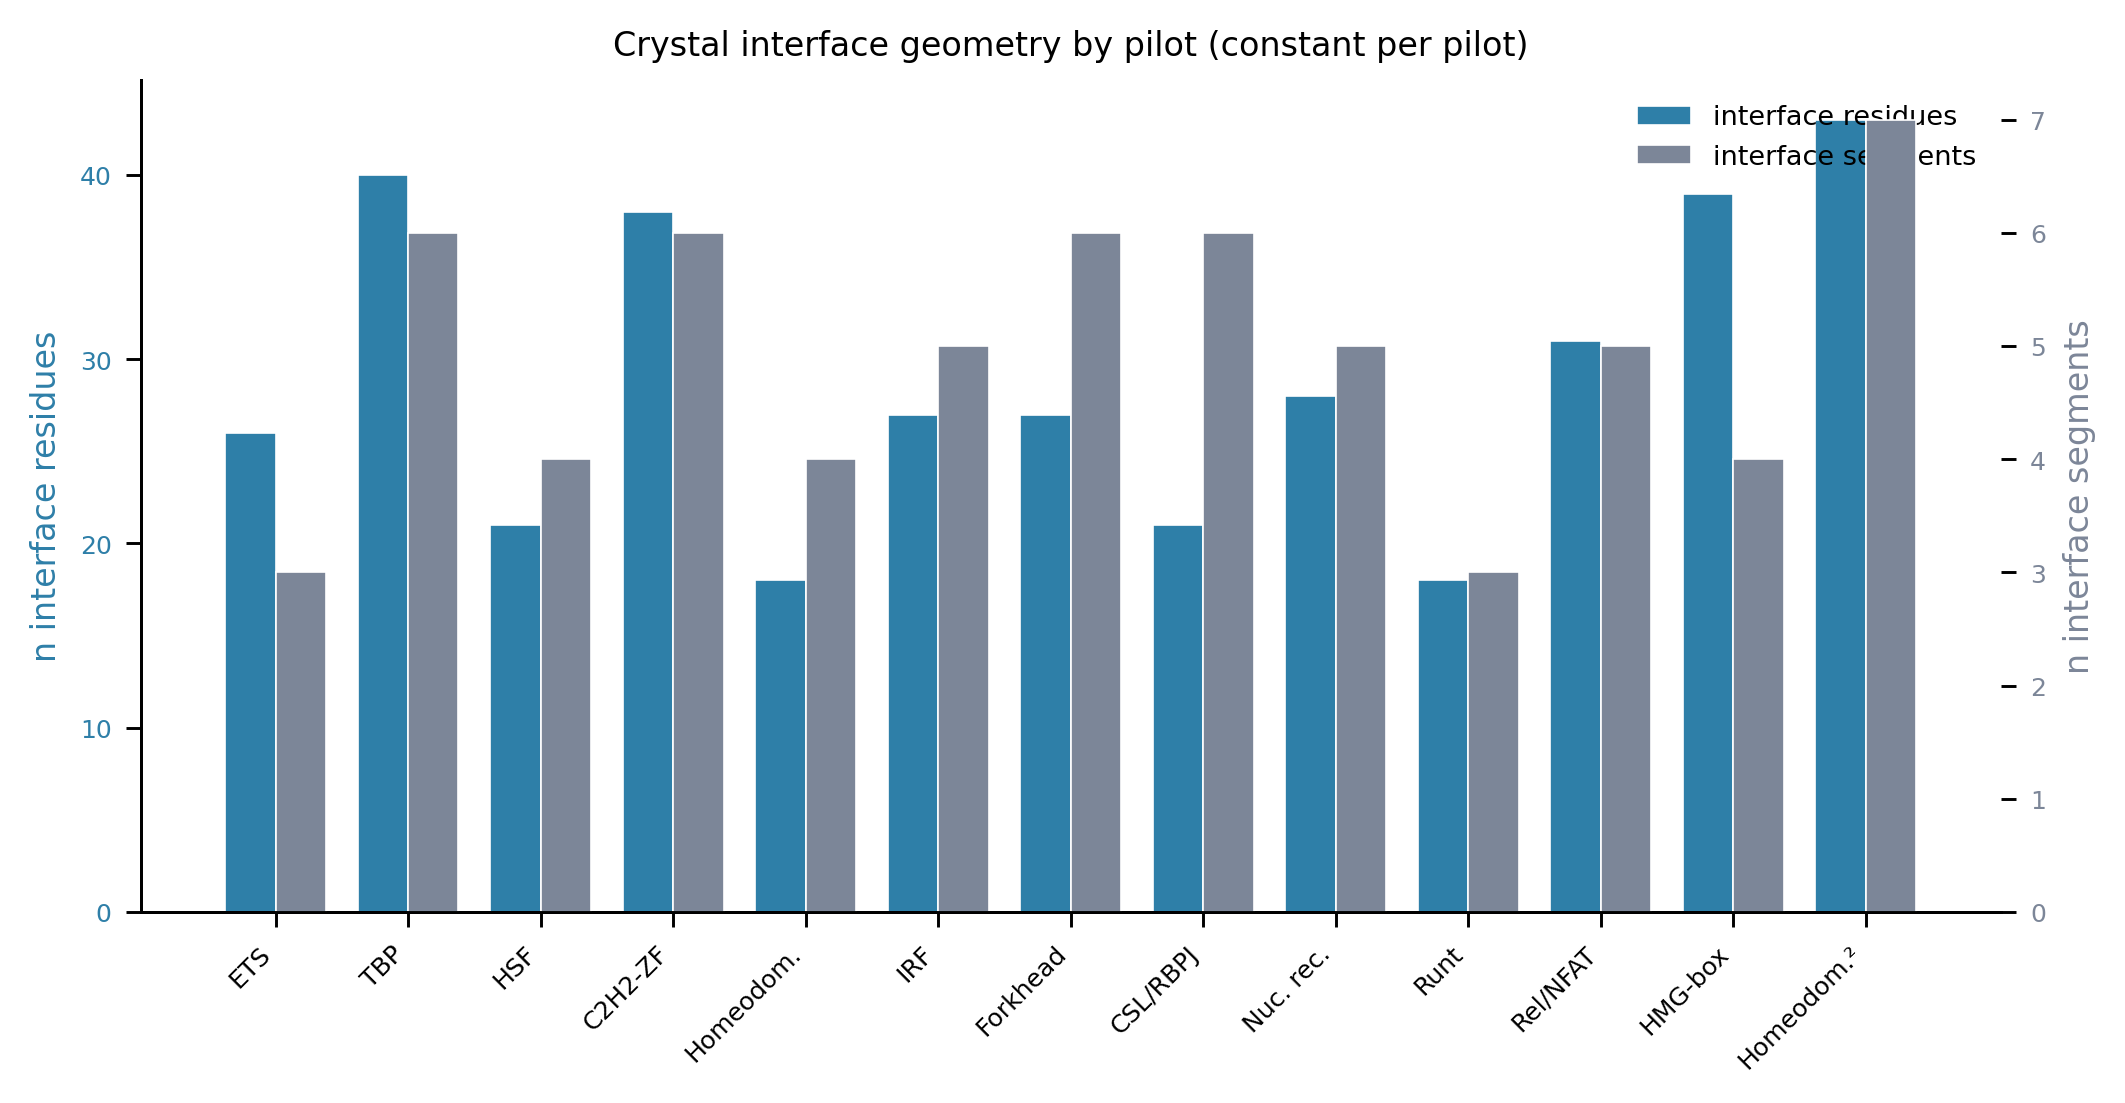 Crystal interface geometry by pilot (constant per pilot)
interface residues
interface segments
n interface residues
40
30
20
10
0
7
6
5
4
3
2
1
0
n interface segments
ETS
TBP
HSF
C2H2-ZF
Homeodom.
IRF
Forkhead
CSL/RBPJ
Nuc. rec.
Runt
Rel/NFAT
HMG-box
Homeodom.²